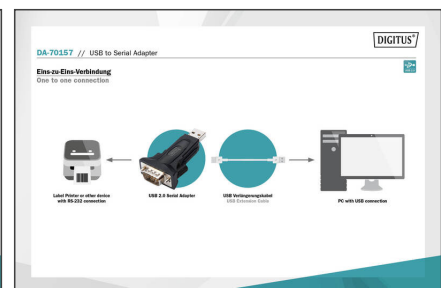 DIGITUS®
DA-70157 // USB to Serial Adapter
Eins-zu-Eins-Verbindung
One to one connection
Label Printer or other device
with RS-232 connection
USB 2.0 Serial Adapter
USB Verlängerungskabel
USB Extension Cable
PC with USB connection